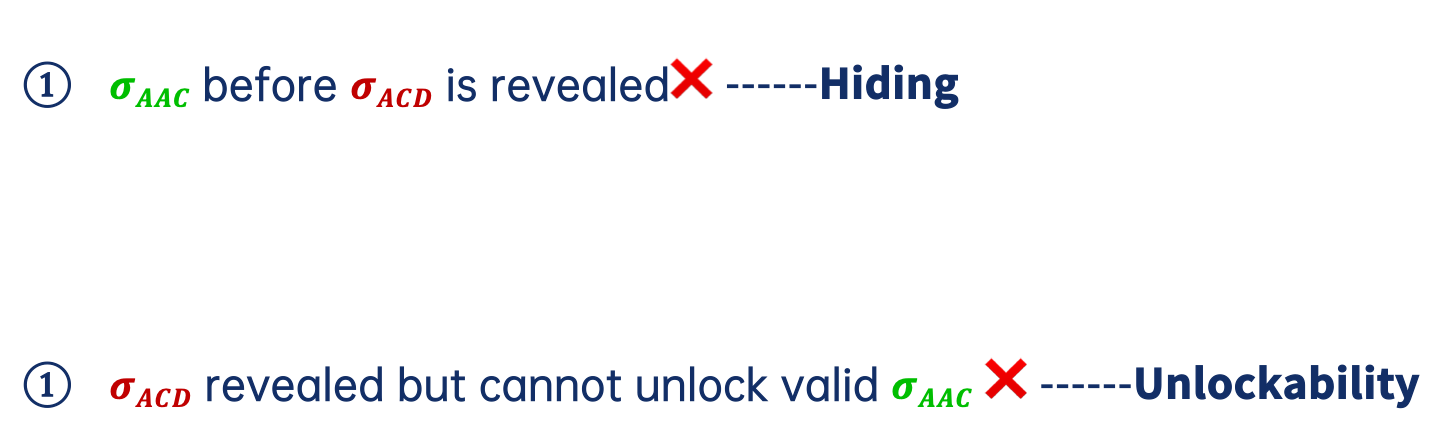 ① σ_AAC before σ_ACD is revealed❌ ------Hiding
① σ_ACD revealed but cannot unlock valid σ_AAC ❌ ------Unlockability